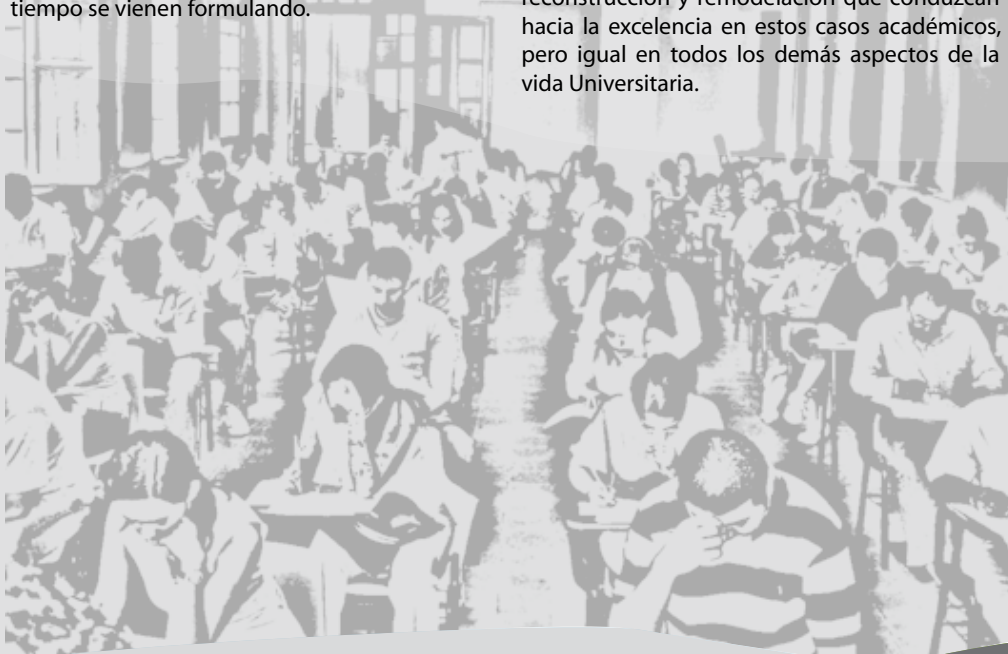 tiempo se vienen formulando.
reconstrucción y remodelación que conduzcan
hacia la excelencia en estos casos académicos,
pero igual en todos los demás aspectos de la
vida Universitaria.